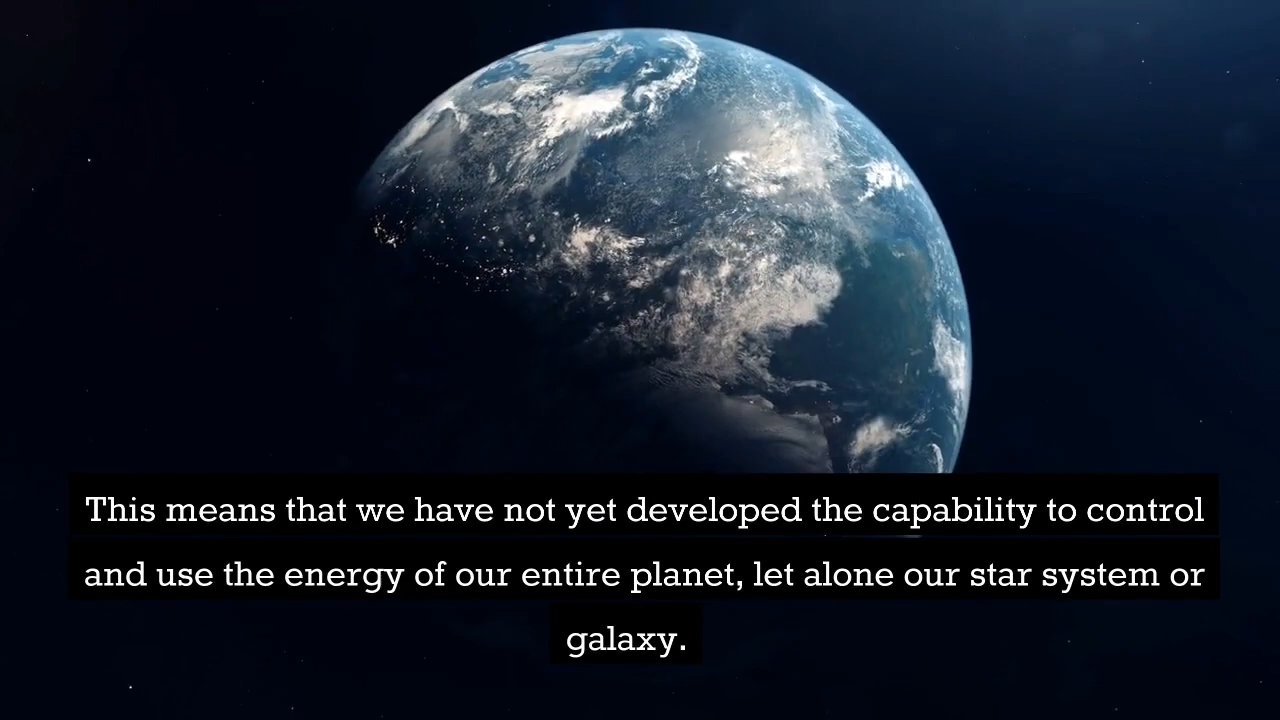 This means that we have not yet developed the capability to control
and use the energy of our entire planet, let alone our star system or
galaxy.